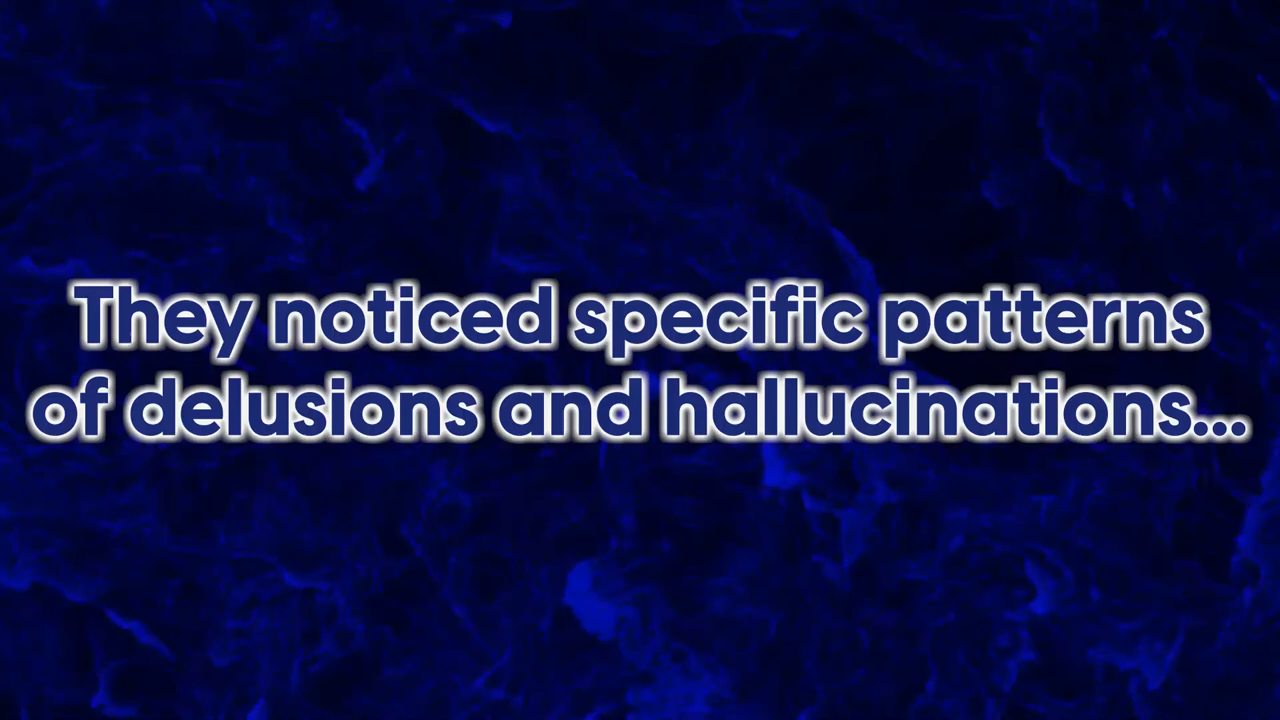 They noticed specific patterns
of delusions and hallucinations...